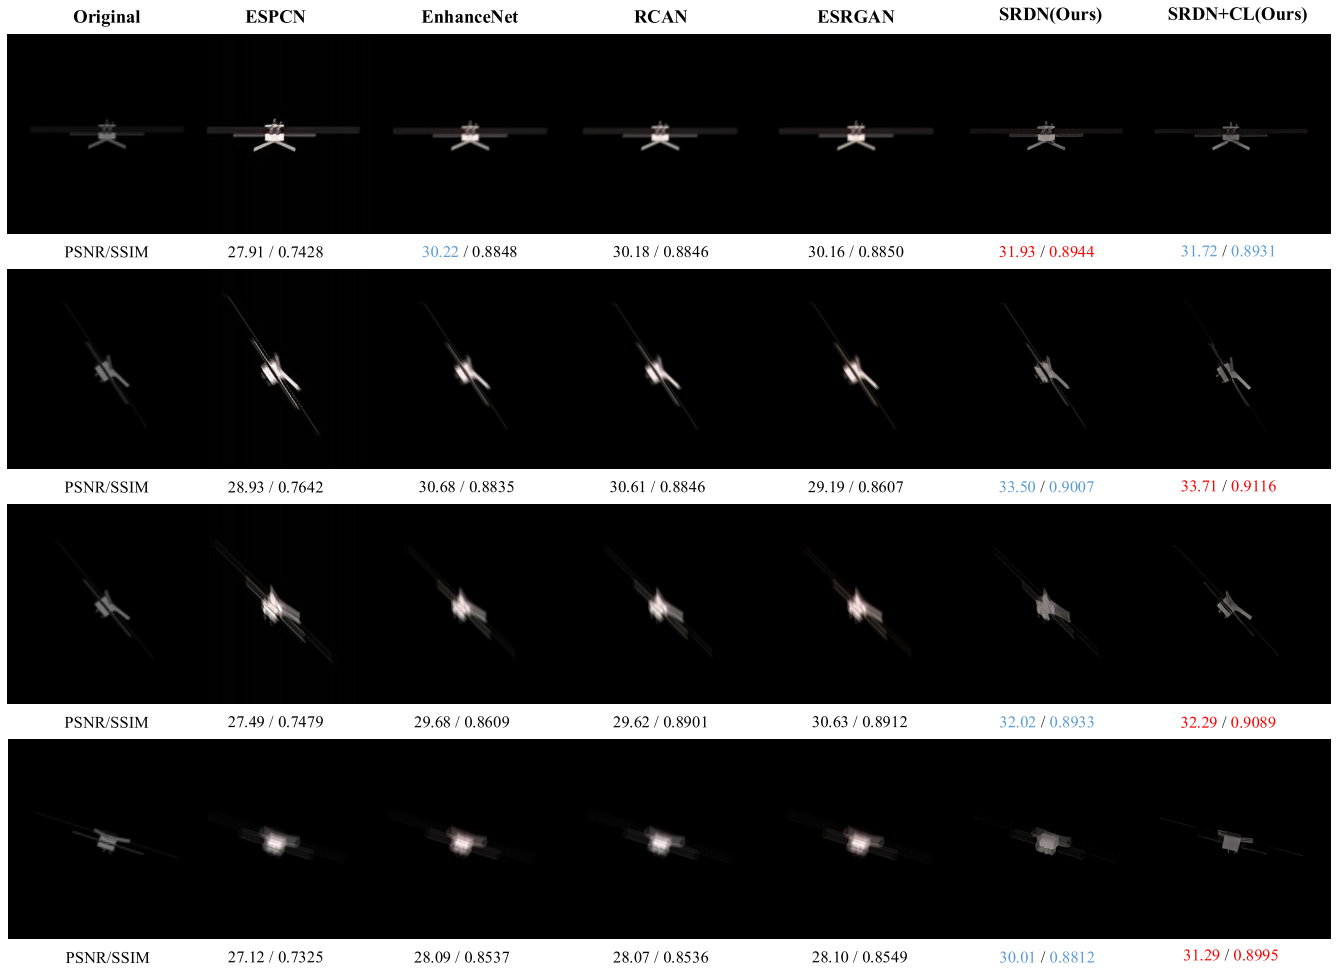 Original ESPCN EnhanceNet RCAN ESRGAN SRDN(Ours) SRDN+CL(Ours)
PSNR/SSIM 27.91 / 0.7428 30.22 / 0.8848 30.18 / 0.8846 30.16 / 0.8850 31.93 / 0.8944 31.72 / 0.8931
PSNR/SSIM 28.93 / 0.7642 30.68 / 0.8835 30.61 / 0.8846 29.19 / 0.8607 33.50 / 0.9007 33.71 / 0.9116
PSNR/SSIM 27.49 / 0.7479 29.68 / 0.8609 29.62 / 0.8901 30.63 / 0.8912 32.02 / 0.8933 32.29 / 0.9089
PSNR/SSIM 27.12 / 0.7325 28.09 / 0.8537 28.07 / 0.8536 28.10 / 0.8549 30.01 / 0.8812 31.29 / 0.8995